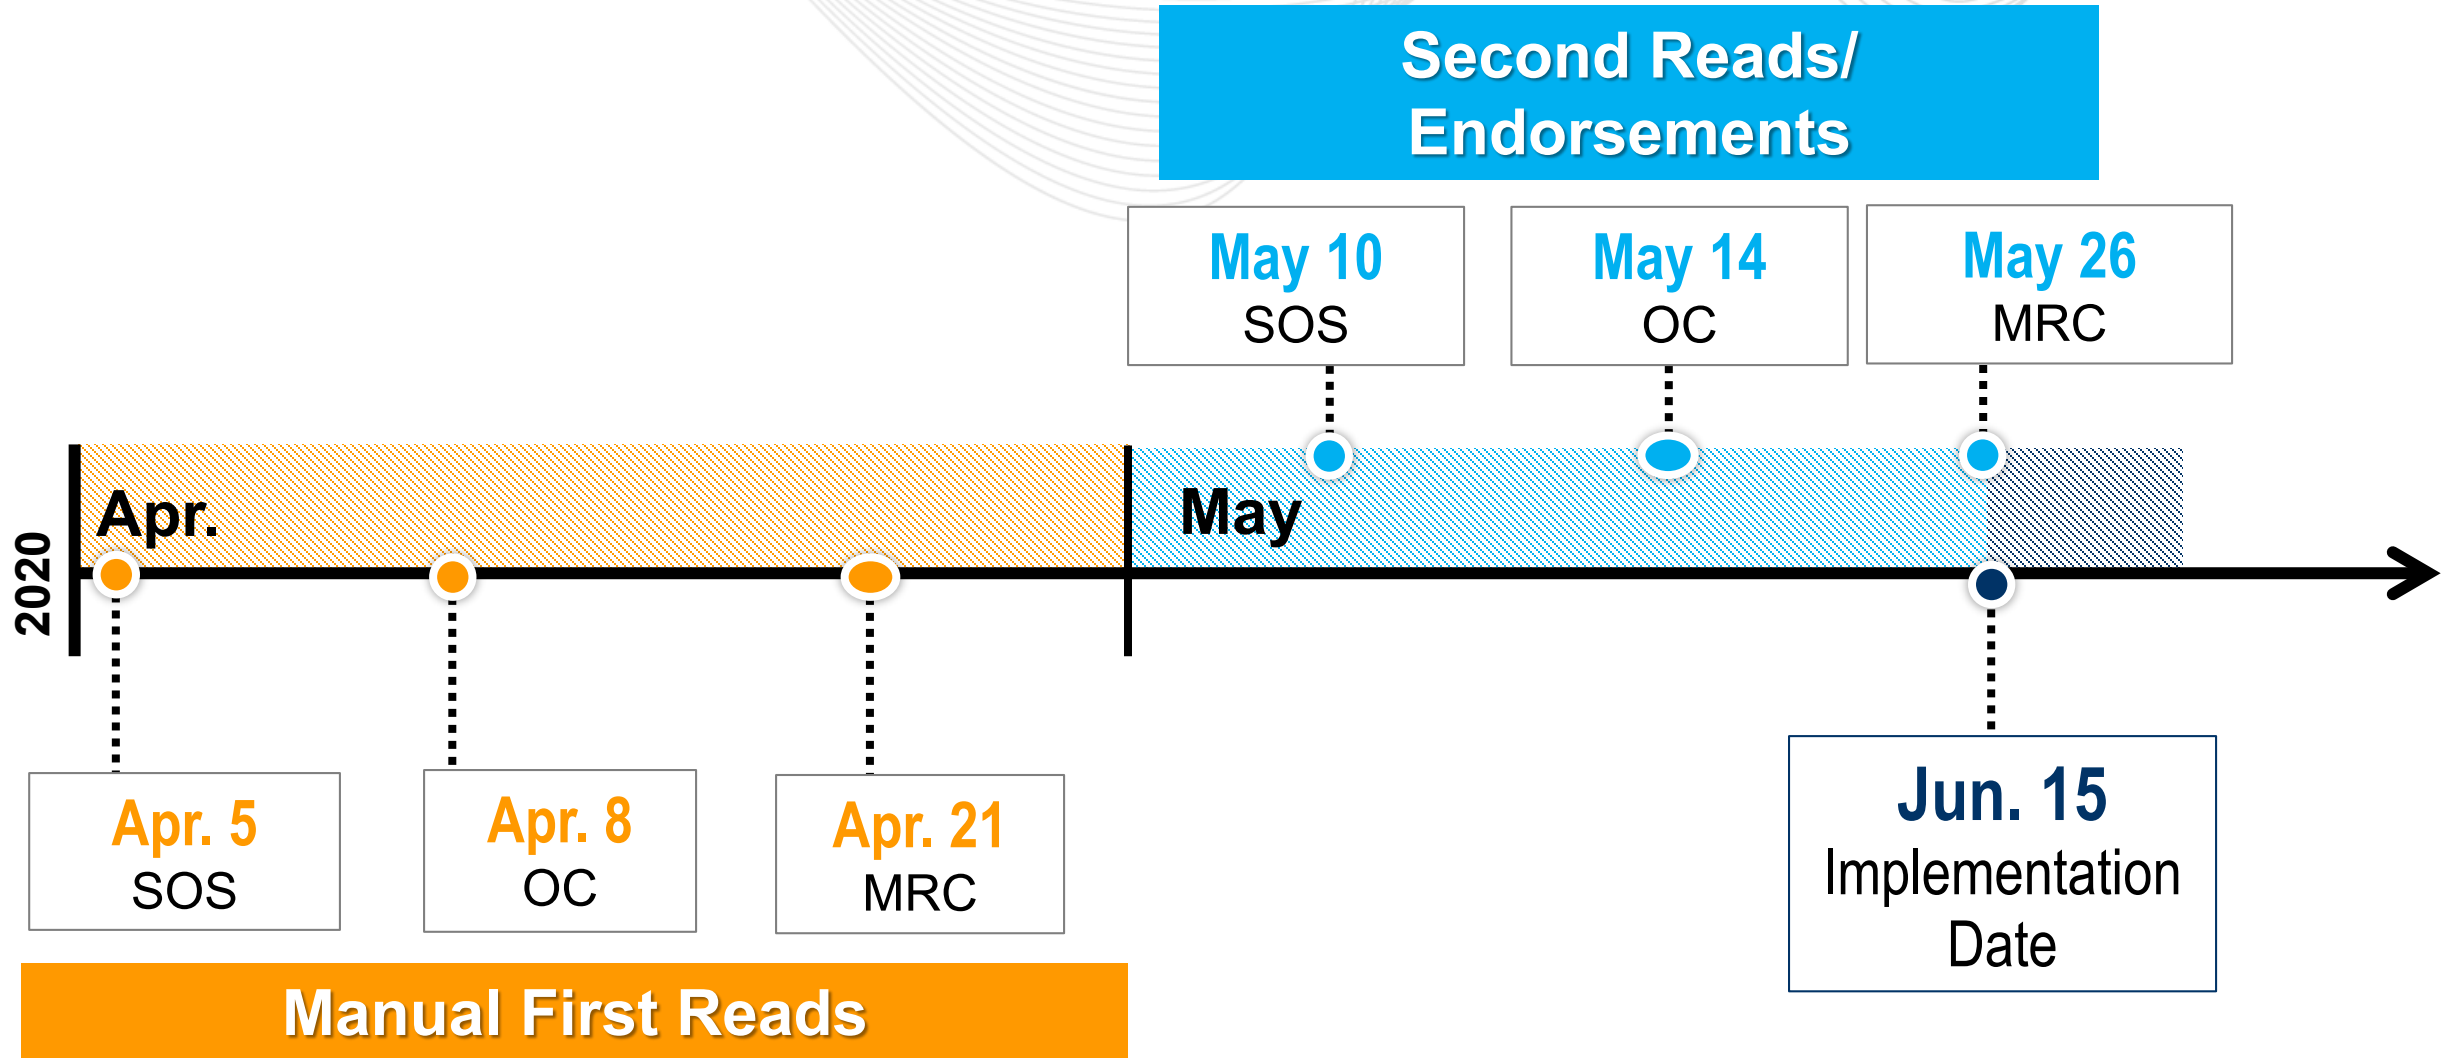 Second Reads/
Endorsements
May 10
SOS
May 14
OC
May 26
MRC
2020
Apr.
May
Apr. 5
SOS
Apr. 8
OC
Apr. 21
MRC
Jun. 15
Implementation
Date
Manual First Reads